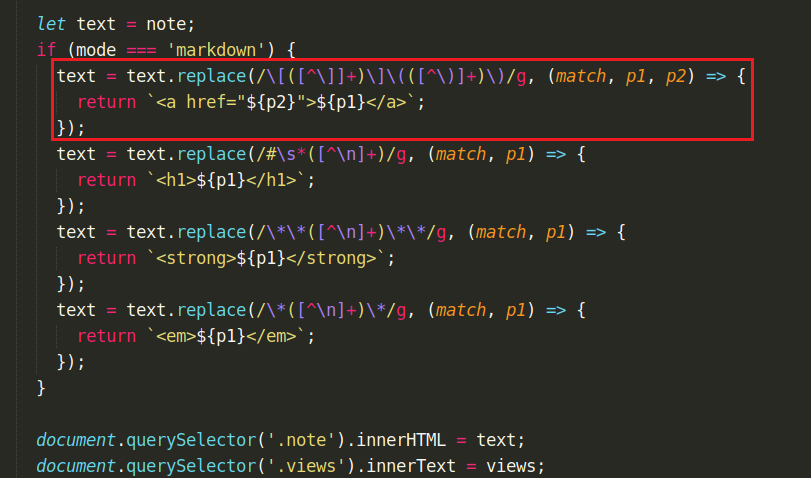 let text = note;
if (mode === 'markdown') {
text = text.replace(/\[([^\]]+)\]\(([^\)]+)\)/g, (match, p1, p2) => {
return `<a href="${p2}">${p1}</a>`;
});
text = text.replace(/#\s*([^\n]+)/g, (match, p1) => {
return `<h1>${p1}</h1>`;
});
text = text.replace(/\*\*([^\n]+)\*\*/g, (match, p1) => {
return `<strong>${p1}</strong>`;
});
text = text.replace(/\*([^\n]+)\*/g, (match, p1) => {
return `<em>${p1}</em>`;
});
}
document.querySelector('.note').innerHTML = text;
document.querySelector('.views').innerText = views;